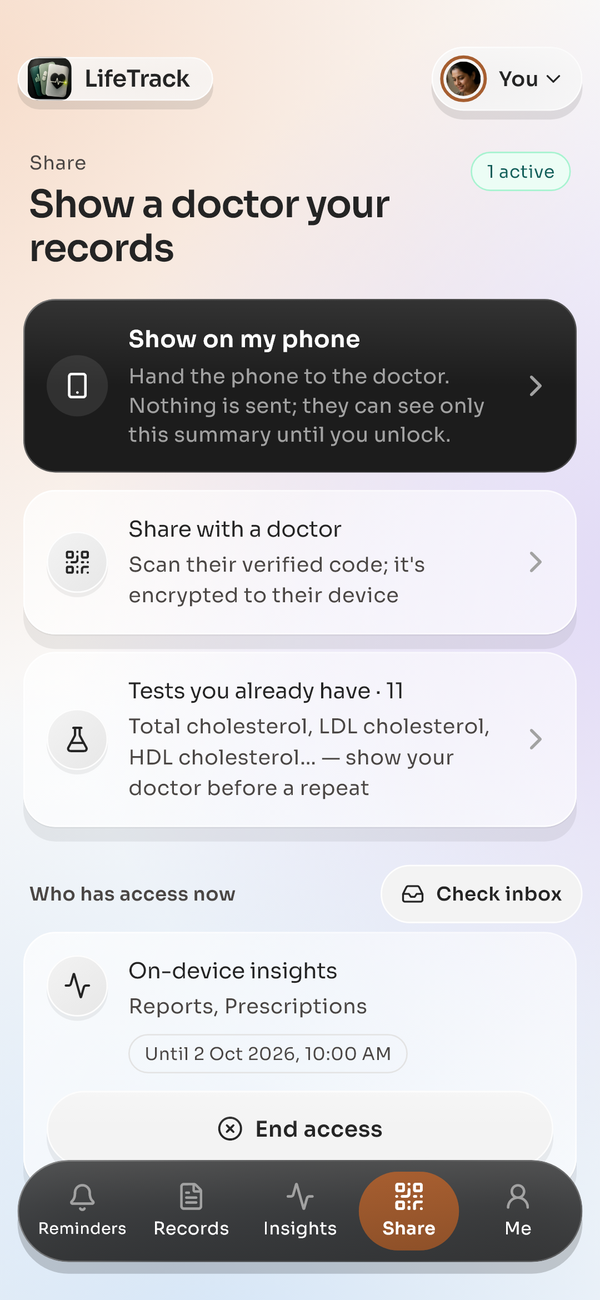 LifeTrack
You
Share
1 active
Show a doctor your
records
Show on my phone
Hand the phone to the doctor.
Nothing is sent; they can see only
this summary until you unlock.
Share with a doctor
Scan their verified code; it's
encrypted to their device
Tests you already have · 11
Total cholesterol, LDL cholesterol,
HDL cholesterol... — show your
doctor before a repeat
Who has access now
Check inbox
On-device insights
Reports, Prescriptions
Until 2 Oct 2026, 10:00 AM
End access
Reminders
Records
Insights
Share
Me